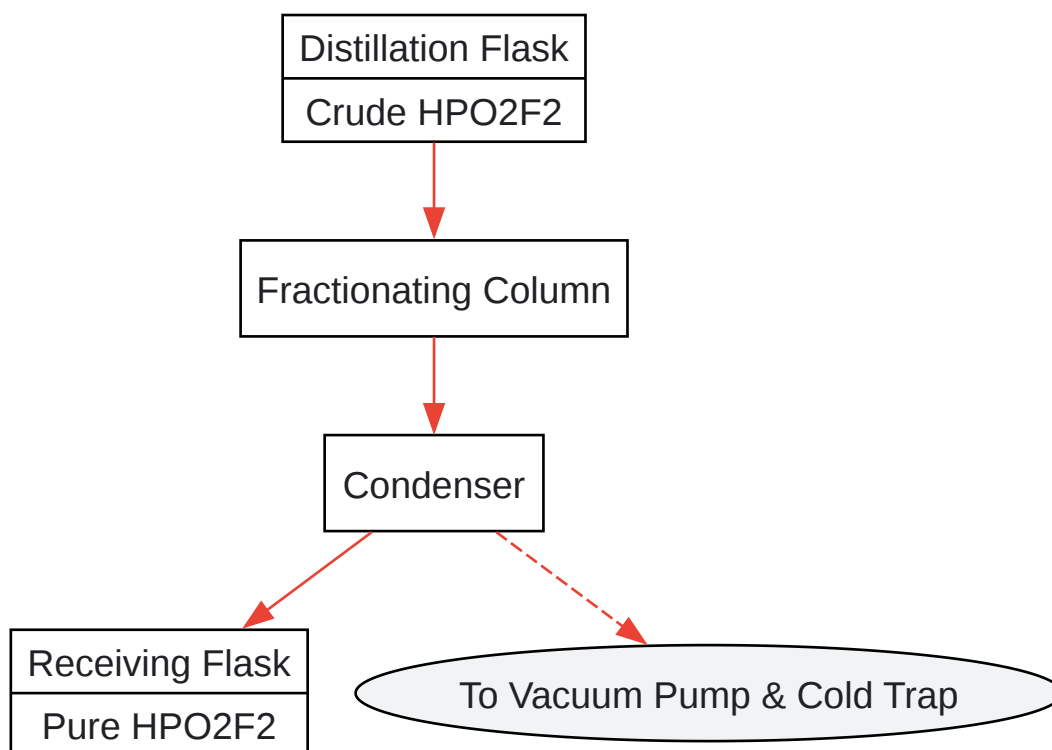 Distillation Flask
Crude HPO2F2
Fractionating Column
Condenser
Receiving Flask
Pure HPO2F2
To Vacuum Pump & Cold Trap